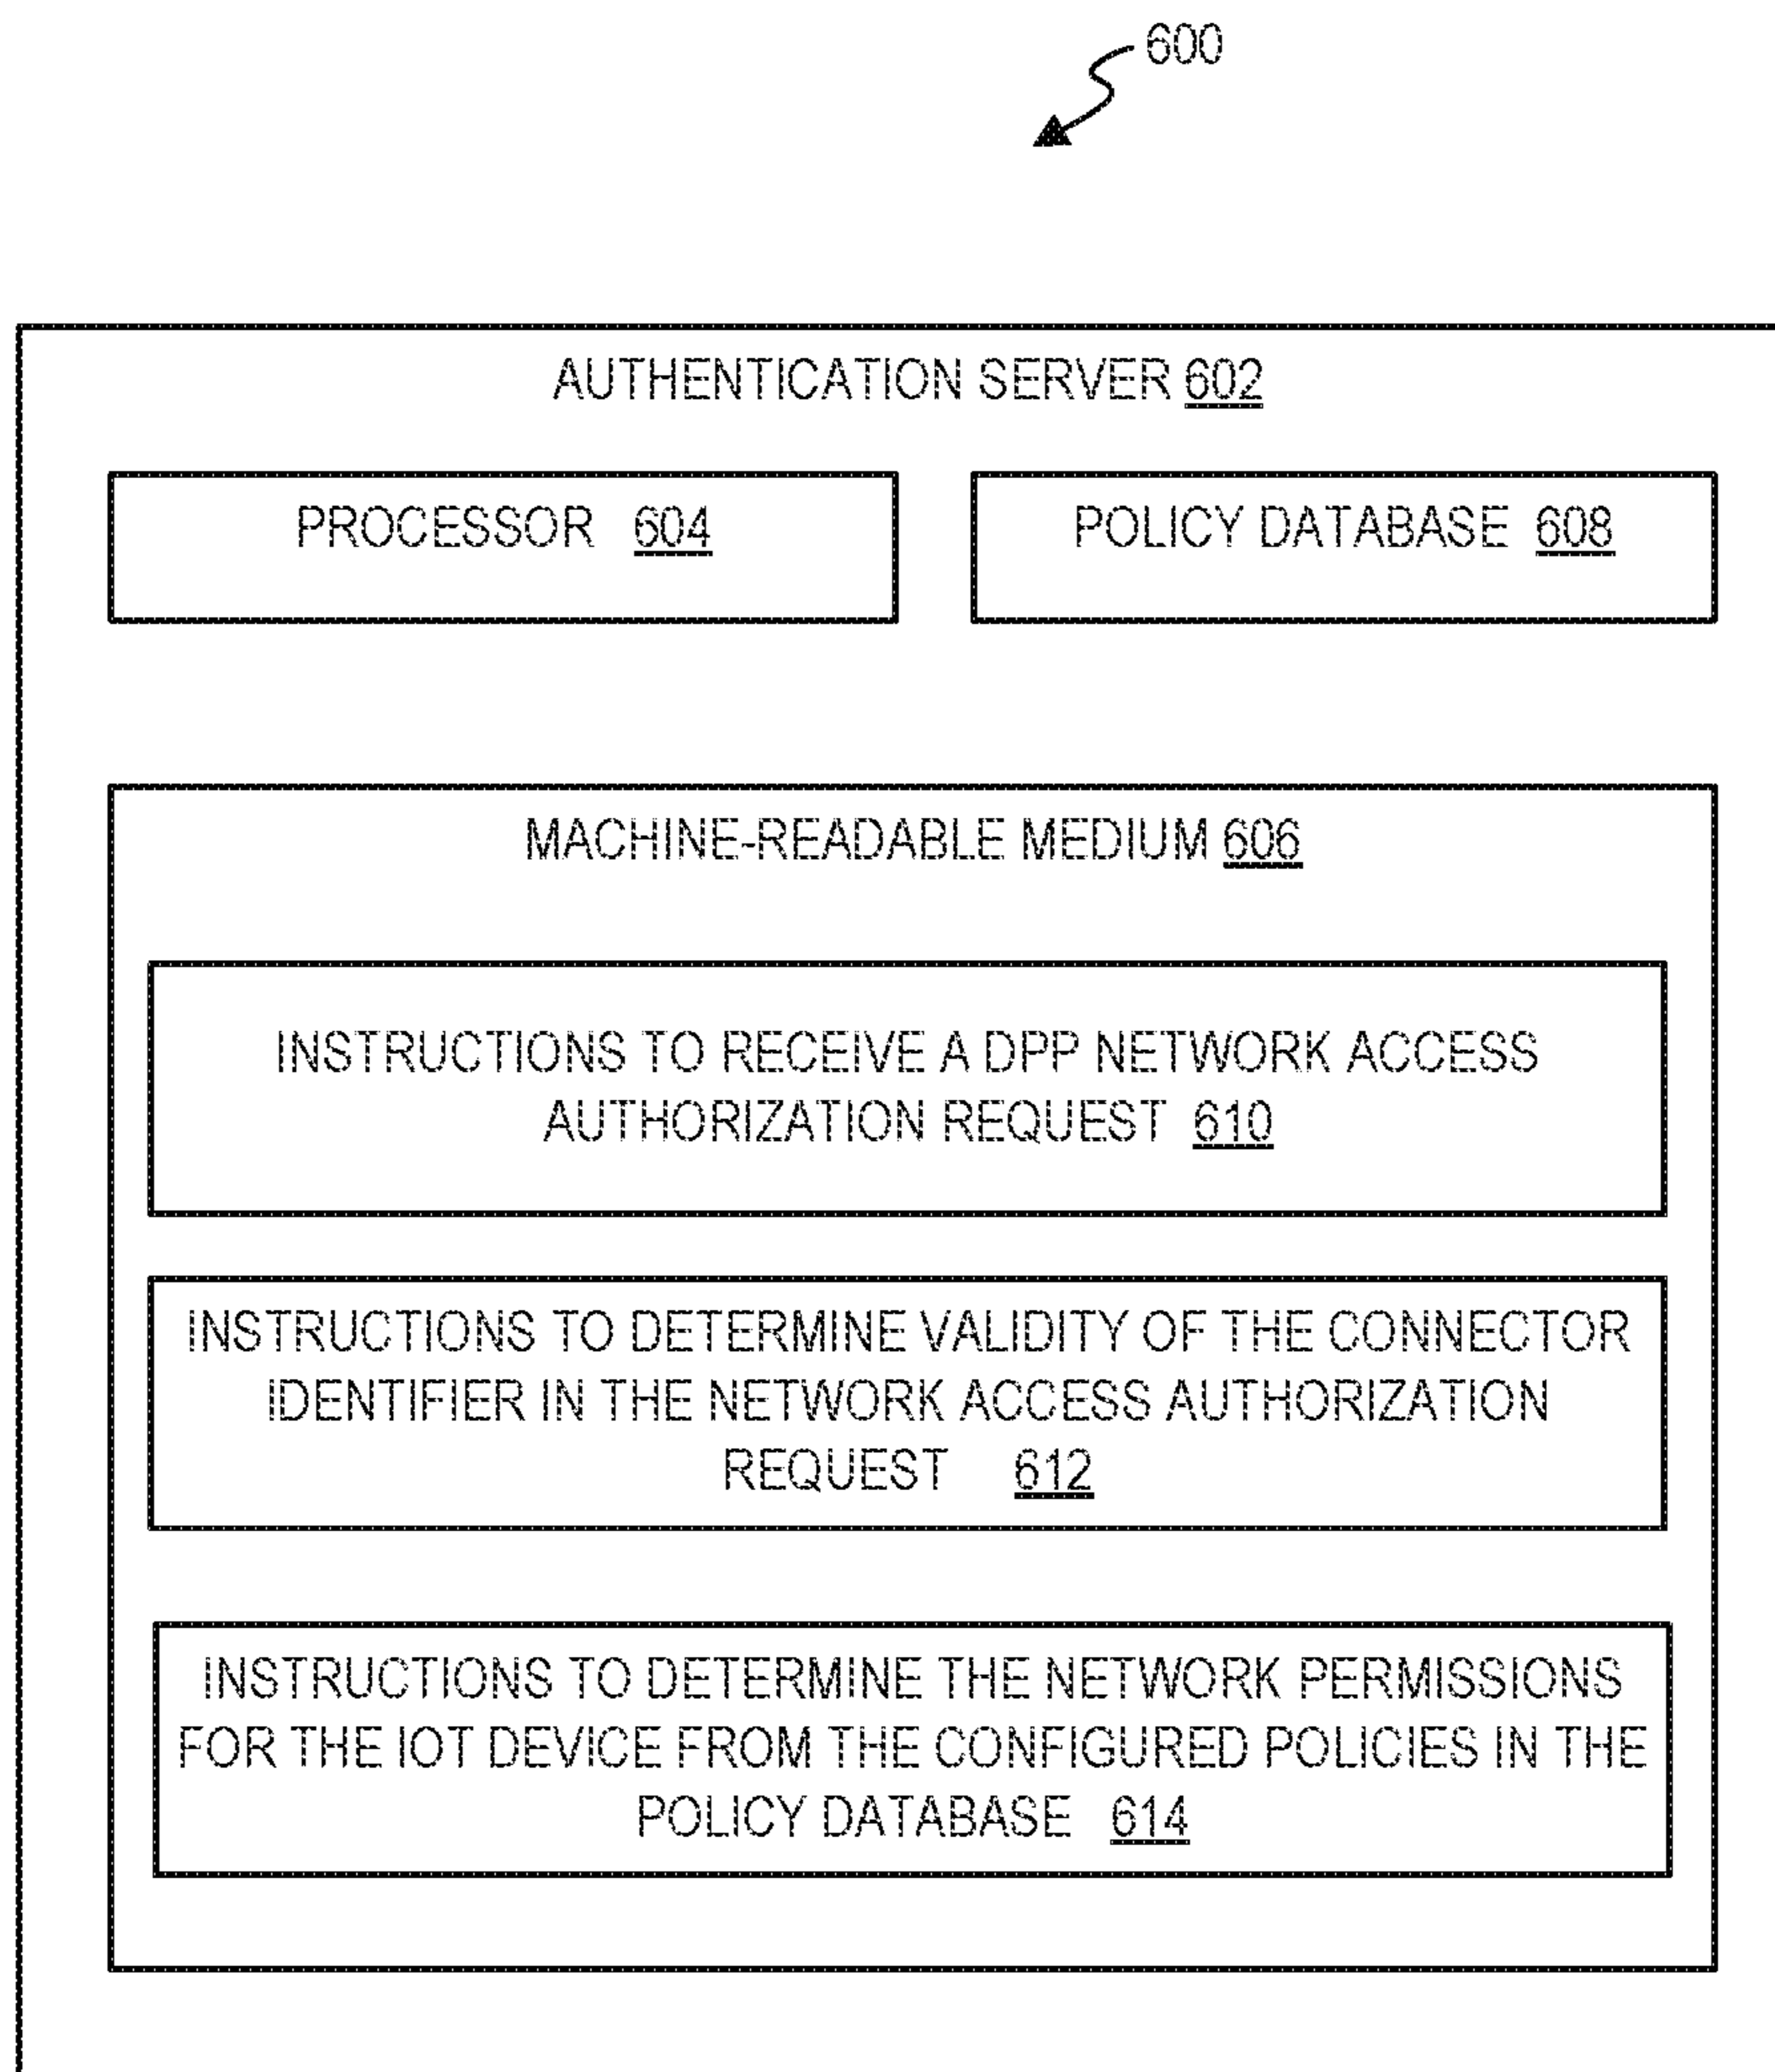 600
AUTHENTICATION SERVER 602
PROCESSOR 604
POLICY DATABASE 608
MACHINE-READABLE MEDIUM 606
INSTRUCTIONS TO RECEIVE A DPP NETWORK ACCESS
AUTHORIZATION REQUEST 610
INSTRUCTIONS TO DETERMINE VALIDITY OF THE CONNECTOR
IDENTIFIER IN THE NETWORK ACCESS AUTHORIZATION
REQUEST 612
INSTRUCTIONS TO DETERMINE THE NETWORK PERMISSIONS
FOR THE IOT DEVICE FROM THE CONFIGURED POLICIES IN THE
POLICY DATABASE 614